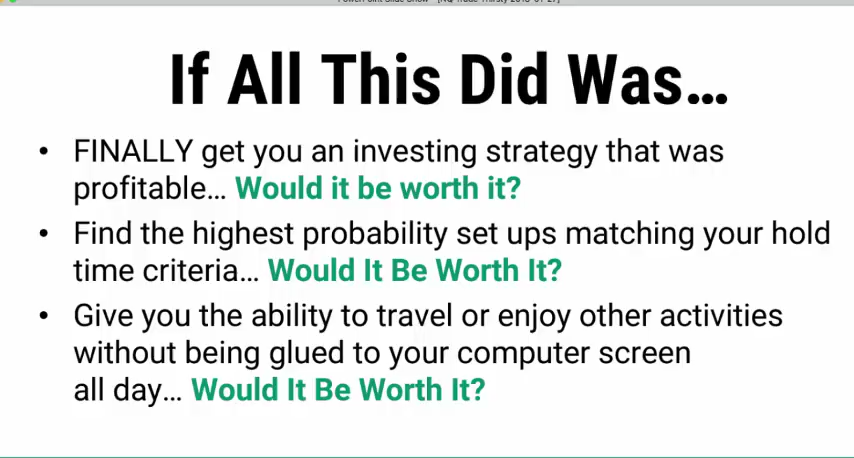 If All This Did Was...
• FINALLY get you an investing strategy that was
profitable... Would it be worth it?
• Find the highest probability set ups matching your hold
time criteria... Would It Be Worth It?
• Give you the ability to travel or enjoy other activities
without being glued to your computer screen
all day... Would It Be Worth It?